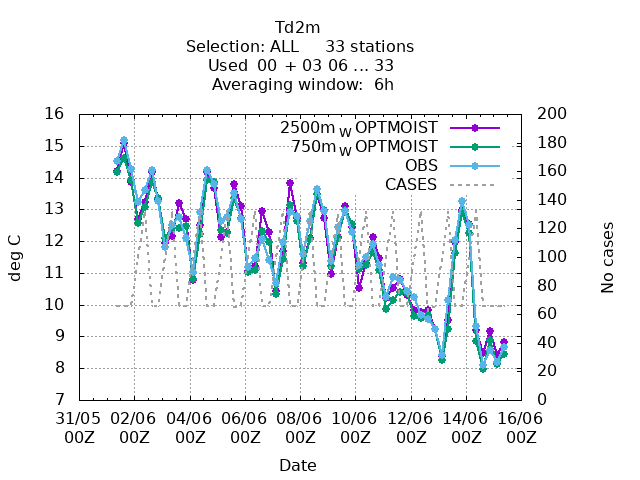 Td2m
Selection: ALL 33 stations
Used 00 + 03 06 ... 33
Averaging window: 6h
2500m W OPTMOIST
750m W OPTMOIST
OBS
CASES
deg C
16
15
14
13
12
11
10
9
8
7
No cases
200
180
160
140
120
100
80
60
40
20
0
31/05 02/06 04/06 06/06 08/06 10/06 12/06 14/06 16/06
00Z 00Z 00Z 00Z 00Z 00Z 00Z 00Z 00Z
Date